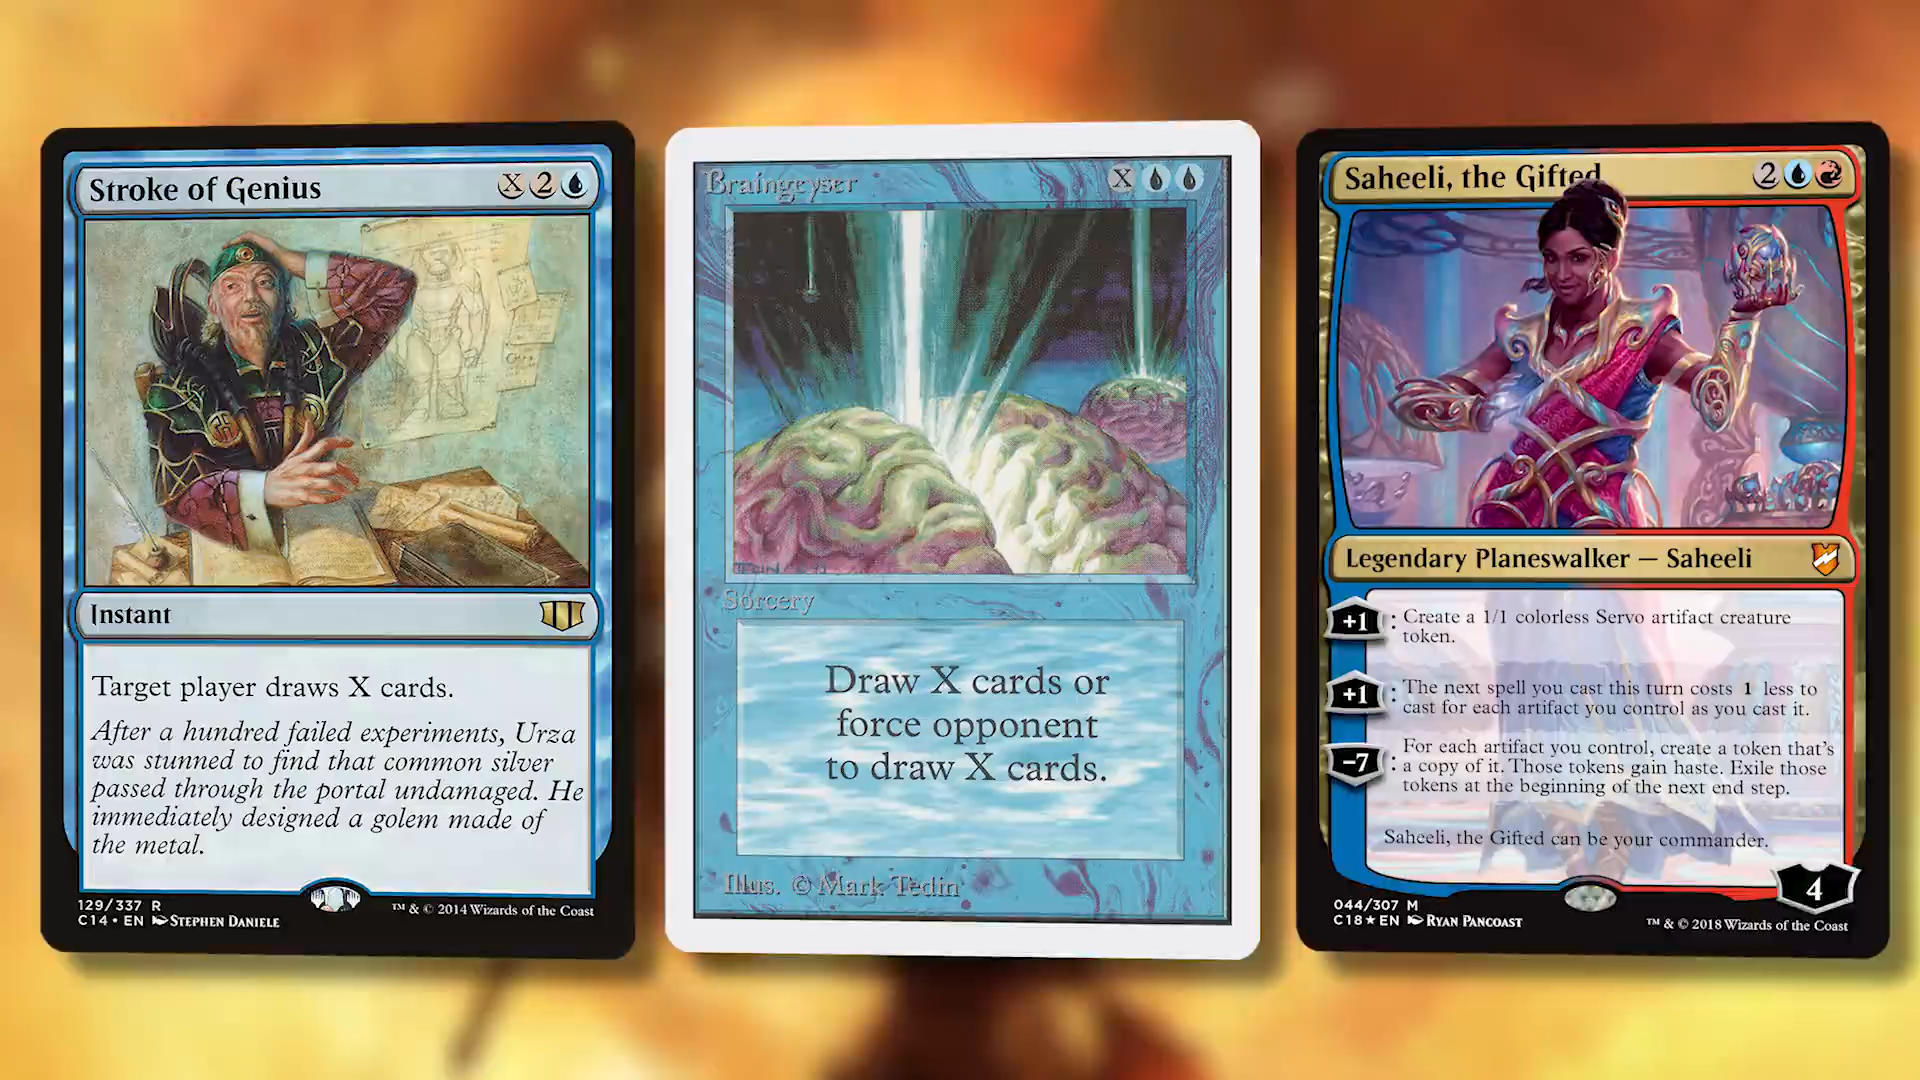 Stroke of Genius
X 2
Instant
Target player draws X cards.
After a hundred failed experiments, Urza
was stunned to find that common silver
passed through the portal undamaged. He
immediately designed a golem made of
the metal.
129/337 R
C14 • EN STEPHEN DANIELE
™ & © 2014 Wizards of the Coast
Braingeyser
X
Sorcery
Draw X cards or
force opponent
to draw X cards.
Illus. © Mark Tedin
Saheeli, the Gifted
2
Legendary Planeswalker — Saheeli
+1 : Create a 1/1 colorless Servo artifact creature
token.
+1 : The next spell you cast this turn costs 1 less to
cast for each artifact you control as you cast it.
−7 : For each artifact you control, create a token that's
a copy of it. Those tokens gain haste. Exile those
tokens at the beginning of the next end step.
Saheeli, the Gifted can be your commander.
4
044/307 M
C18★EN RYAN PANCOAST
™ & © 2018 Wizards of the Coast